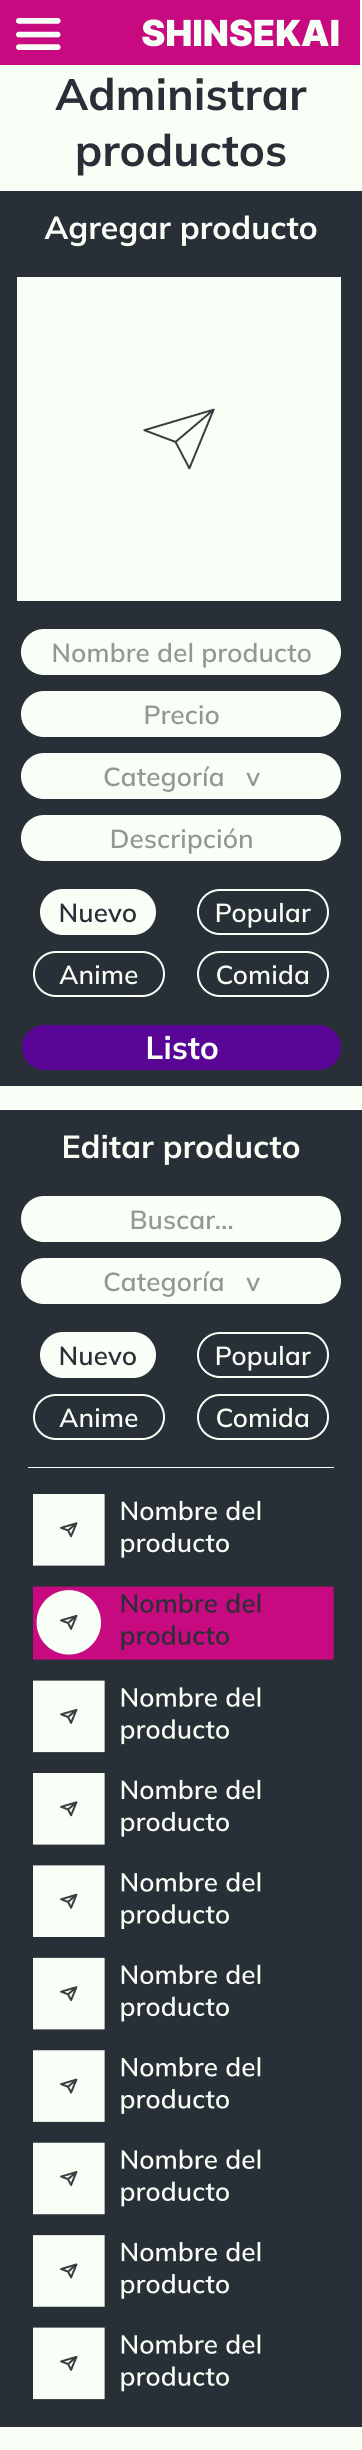 SHINSEKAI
Administrar
productos
Agregar producto
Nombre del producto
Precio
Categoría v
Descripción
Nuevo Popular
Anime Comida
Listo
Editar producto
Buscar...
Categoría v
Nuevo Popular
Anime Comida
Nombre del
producto
Nombre del
producto
Nombre del
producto
Nombre del
producto
Nombre del
producto
Nombre del
producto
Nombre del
producto
Nombre del
producto
Nombre del
producto
Nombre del
producto